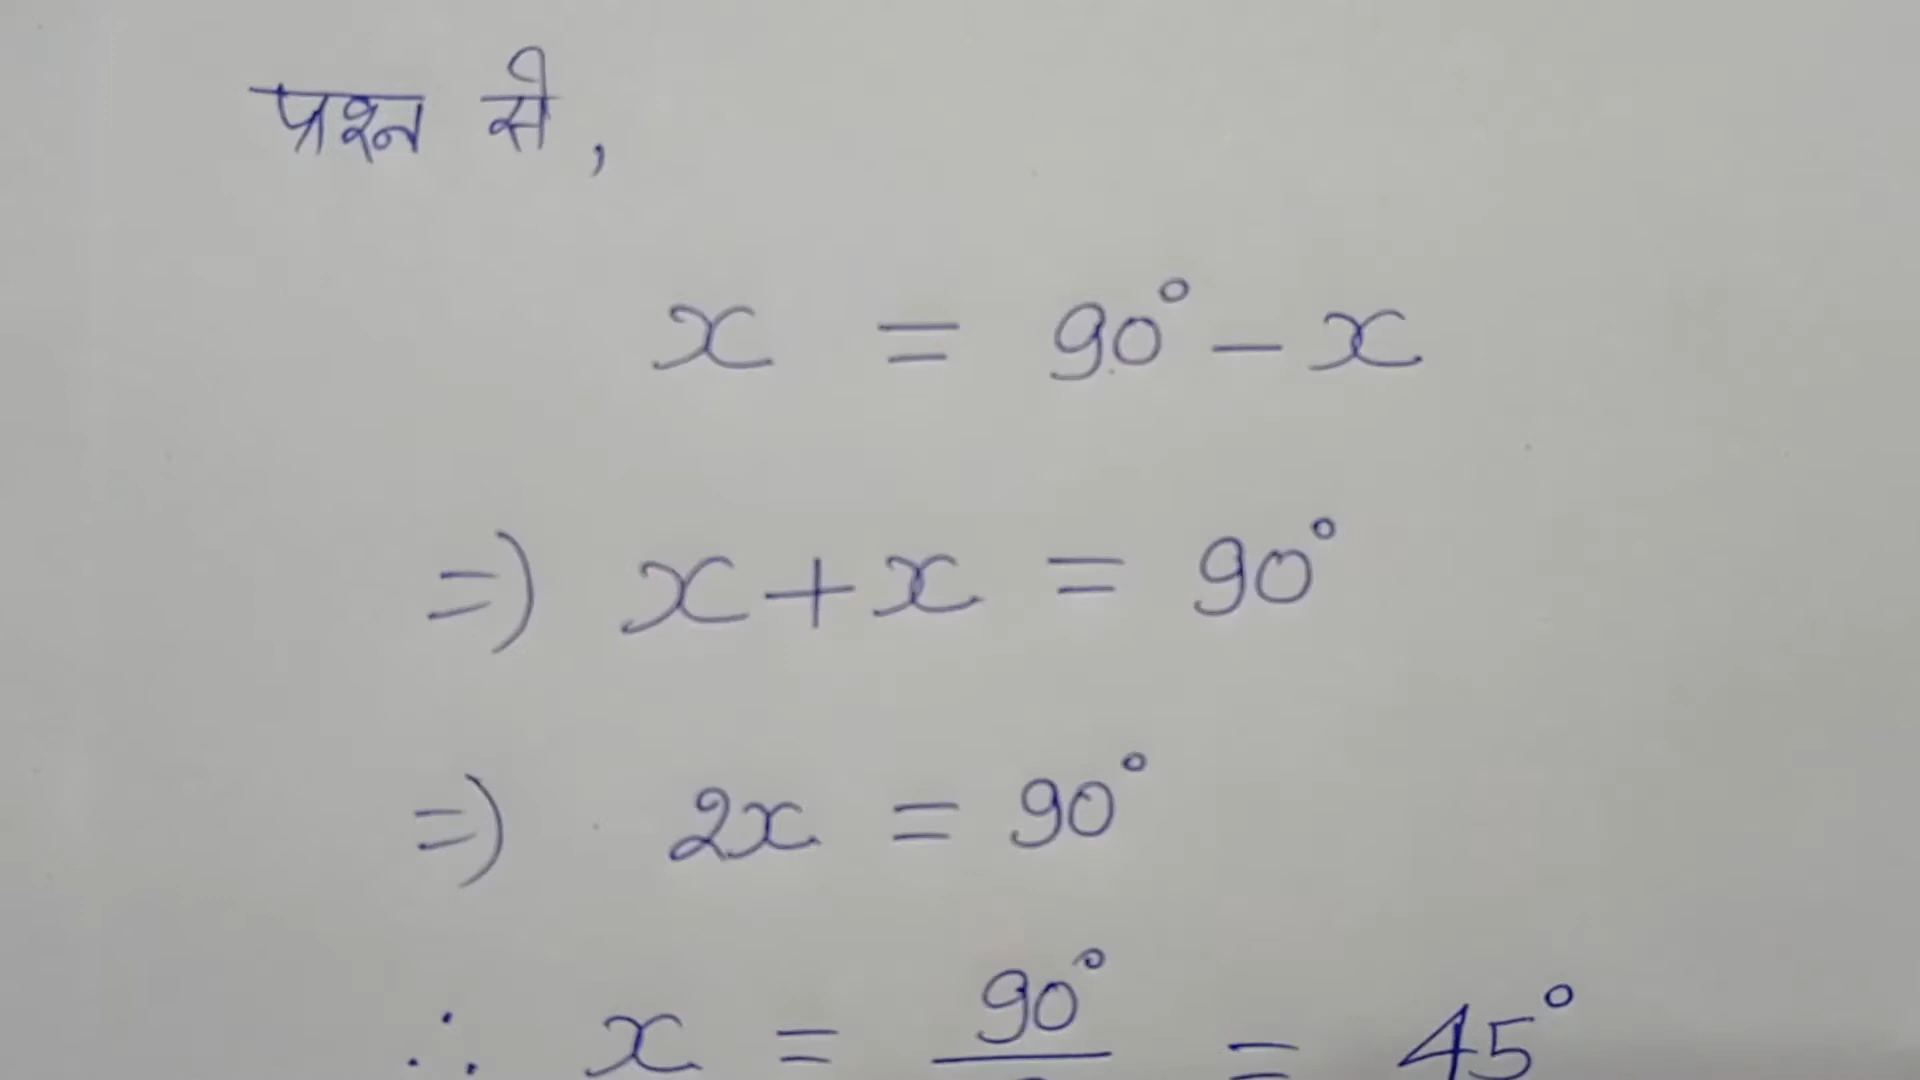 प्रश्न से,
x = 90° - x
=) x + x = 90°
=) 2x = 90°
∴ x = 90°/ = 45°